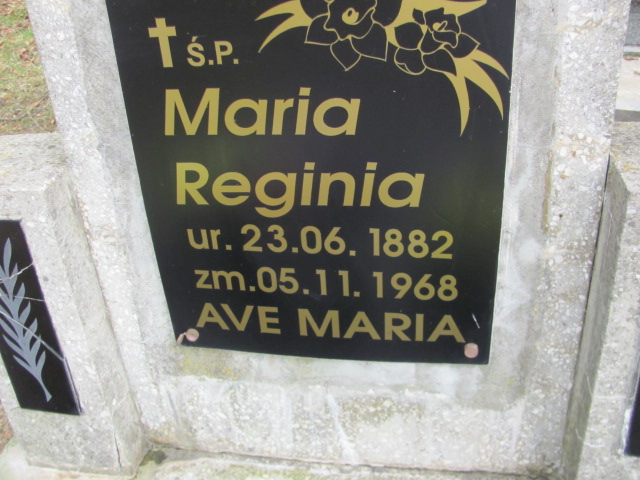 Ś.P.
Maria
Reginia
ur. 23.06. 1882
zm.05.11. 1968
AVE MARIA